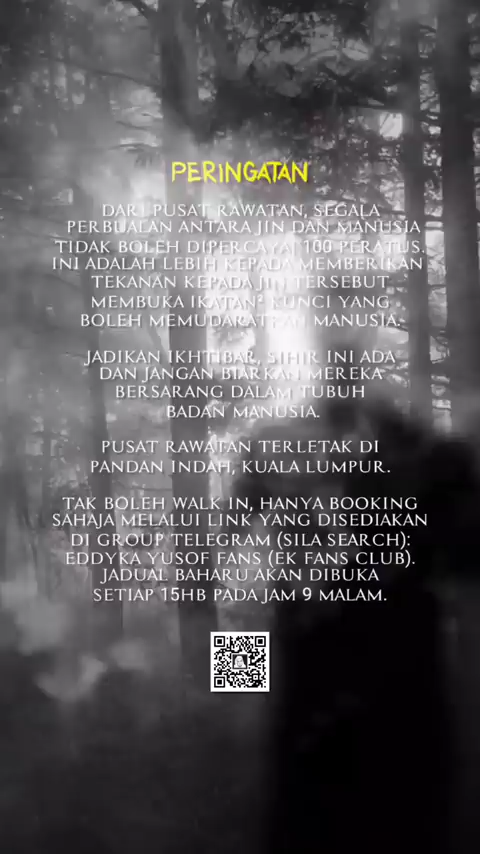 PERINGATAN
DARI PUSAT RAWATAN, SEGALA
PERBUALAN ANTARA JIN DAN MANUSIA
TIDAK BOLEH DIPERCAYAI 100 PERATUS.
INI ADALAH LEBIH KEPADA MEMBERIKAN
TEKANAN KEPADA JIN TERSEBUT
MEMBUKA IKATAN² KUNCI YANG
BOLEH MEMUDARATKAN MANUSIA.
JADIKAN IKHTIBAR, SIHIR INI ADA
DAN JANGAN BIARKAN MEREKA
BERSARANG DALAM TUBUH
BADAN MANUSIA.
PUSAT RAWATAN TERLETAK DI
PANDAN INDAH, KUALA LUMPUR.
TAK BOLEH WALK IN, HANYA BOOKING
SAHAJA MELALUI LINK YANG DISEDIAKAN
DI GROUP TELEGRAM (SILA SEARCH):
EDDYKA YUSOF FANS (EK FANS CLUB).
JADUAL BAHARU AKAN DIBUKA
SETIAP 15HB PADA JAM 9 MALAM.